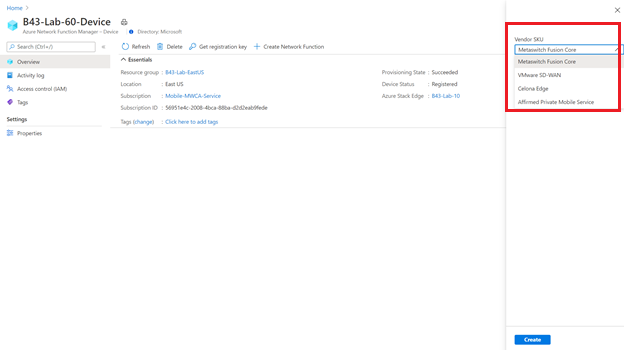 Home
B43-Lab-60-Device
Azure Network Function Manager – Device
Directory: Microsoft
Search (Ctrl+/)
Refresh
Delete
Get registration key
Create Network Function
Overview
Activity log
Access control (IAM)
Tags
Settings
Properties
Essentials
Resource group : B43-Lab-EastUS
Location : East US
Subscription : Mobile-MWCA-Service
Subscription ID : 56951e4c-2008-4bca-88ba-d2d2eab9fede
Tags (change) : Click here to add tags
Provisioning State : Succeeded
Device Status : Registered
Azure Stack Edge : B43-Lab-10
Vendor SKU
Metaswitch Fusion Core
Metaswitch Fusion Core
VMware SD-WAN
Celona Edge
Affirmed Private Mobile Service
Create